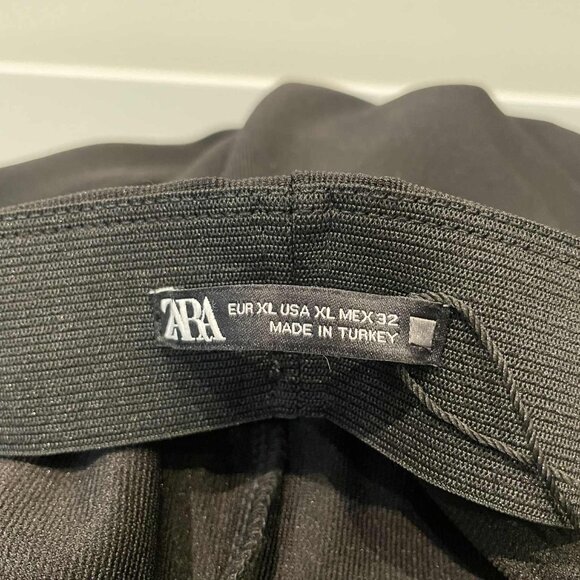 ZARA
EUR XL USA XL MEX 32
MADE IN TURKEY